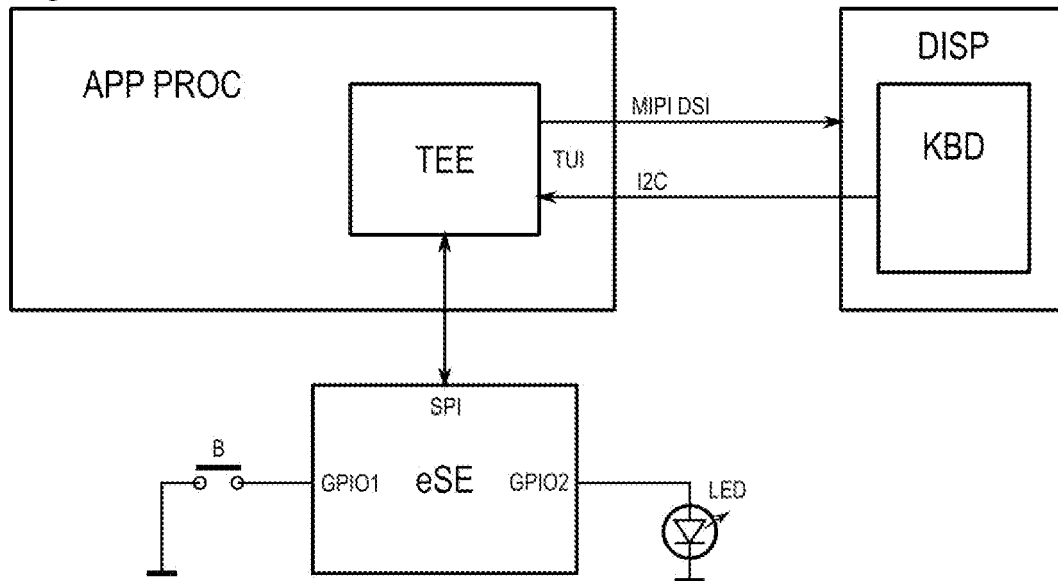 DISP
APP PROC
MIPI DSI
TEE
TUI
KBD
I2C
SPI
B
GPIO1
eSE
GPIO2
LED